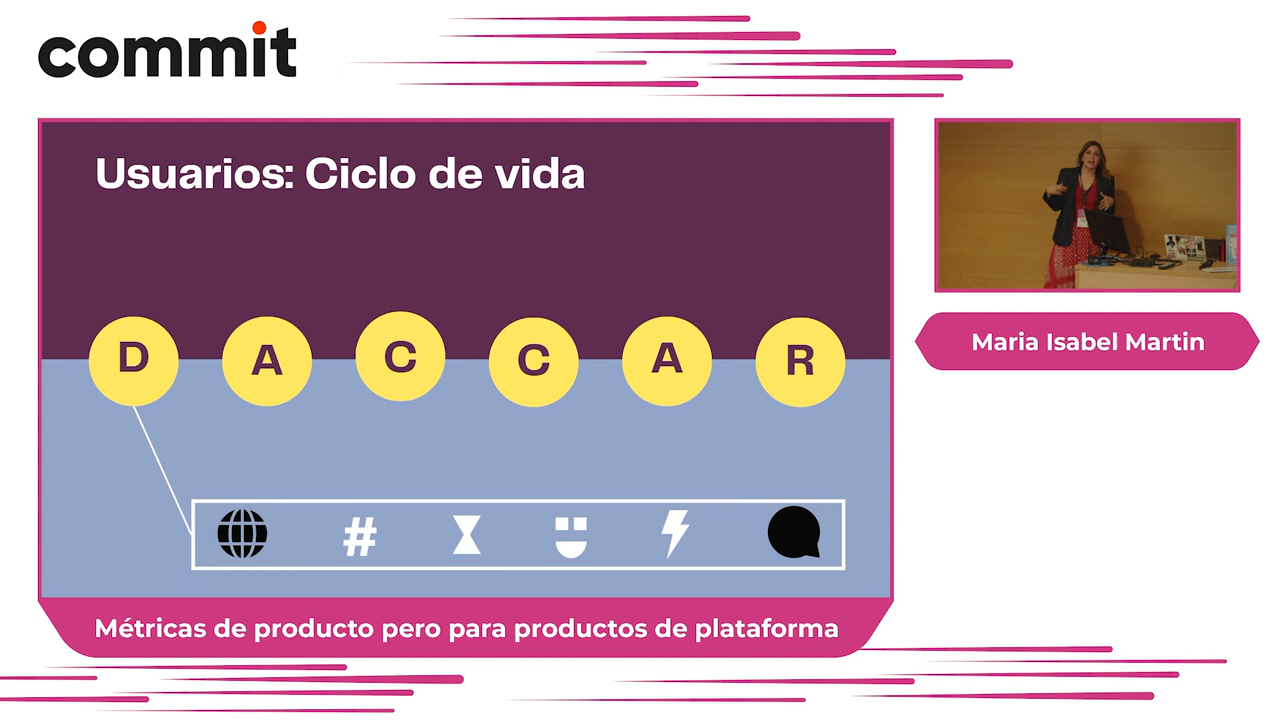 commit
Usuarios: Ciclo de vida
D A C C A R
#
Maria Isabel Martin
Métricas de producto pero para productos de plataforma